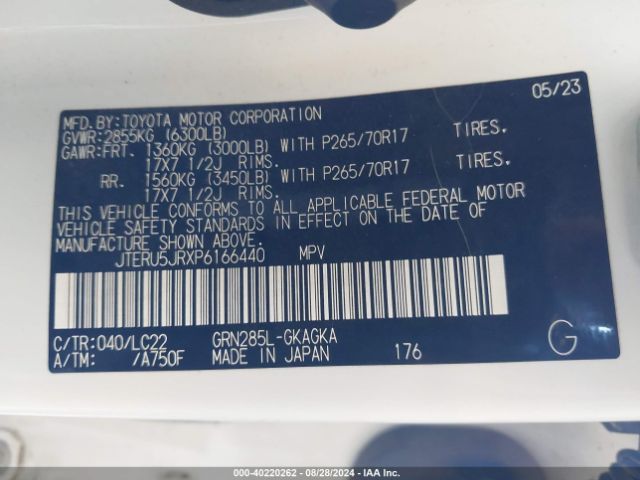 05/23
MFD. BY: TOYOTA MOTOR CORPORATION
GVWR: 2855KG (6300LB)
GAWR: FRT. 1360KG (3000LB) WITH P265/70R17 TIRES,
17X7 1/2J RIMS.
RR. 1560KG (3450LB) WITH P265/70R17 TIRES,
17X7 1/2J RIMS.
THIS VEHICLE CONFORMS TO ALL APPLICABLE FEDERAL MOTOR
VEHICLE SAFETY STANDARDS IN EFFECT ON THE DATE OF
MANUFACTURE SHOWN ABOVE.
JTERU5JRXP6166440 MPV
C/TR: 040/LC22 GRN285L-GKAGKA
A/TM: /A750F MADE IN JAPAN 176 G
000-40220262 - 08/28/2024 - IAA Inc.